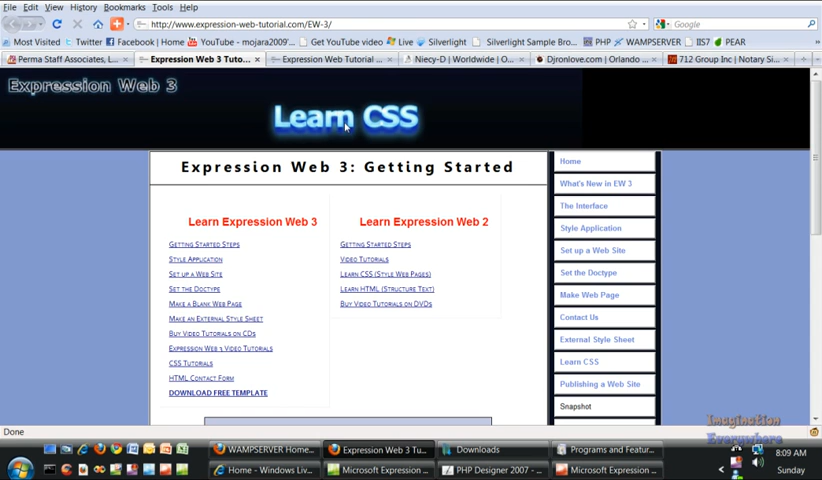 File Edit View History Bookmarks Tools Help
http://www.expression-web-tutorial.com/EW-3/
Google
Most Visited Twitter Facebook | Home YouTube - mojara2009'... Get YouTube video Live Silverlight Silverlight Sample Bro... PHP WAMPSERVER IIS7 PEAR
Perma Staff Associates, L... Expression Web 3 Tuto... Expression Web Tutorial ... Niecy-D | Worldwide | O... Djronlove.com | Orlando ... 712 Group Inc | Notary Si...
Expression Web 3
Learn CSS
Expression Web 3: Getting Started
Learn Expression Web 3
Getting Started Steps
Style Application
Set up a Web Site
Set the Doctype
Make a Blank Web Page
Make an External Style Sheet
Buy Video Tutorials on CDs
Expression Web 3 Video Tutorials
CSS Tutorials
HTML Contact Form
DOWNLOAD FREE TEMPLATE
Learn Expression Web 2
Getting Started Steps
Video Tutorials
Learn CSS (Style Web Pages)
Learn HTML (Structure Text)
Buy Video Tutorials on DVDs
Home
What's New in EW 3
The Interface
Style Application
Set up a Web Site
Set the Doctype
Make Web Page
Contact Us
External Style Sheet
Learn CSS
Publishing a Web Site
Snapshot
Imagination
Everywhere
Done
WAMPSERVER Home... Expression Web 3 Tu... Downloads Programs and Featur...
Home - Windows Liv... Microsoft Expression ... PHP Designer 2007 - ... Microsoft Expression ...
8:09 AM
Sunday